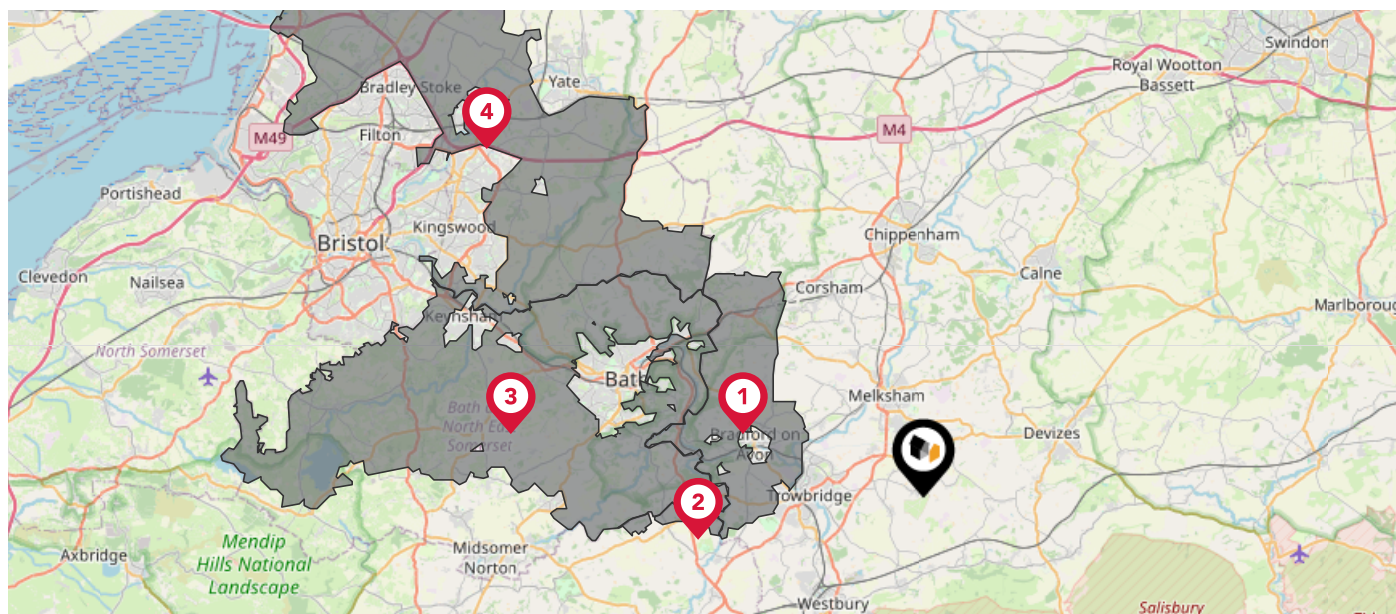 Swindon
Royal Wootton
Bassett
Yate
Bradley Stoke
4
M4
Filton
M49
Portishead
Kingswood
Chippenham
Bristol
Clevedon
Nailsea
Calne
Corsham
Marlboroug
Keynsham
North Somerset
Bath
Melksham
3
1
Bath a
North Ea
Somerset
Bradford on
Avon
Devizes
2
Trowbridge
Axbridge
Mendip
Hills National
Landscape
Midsomer
Norton
Westbury
Salisbury